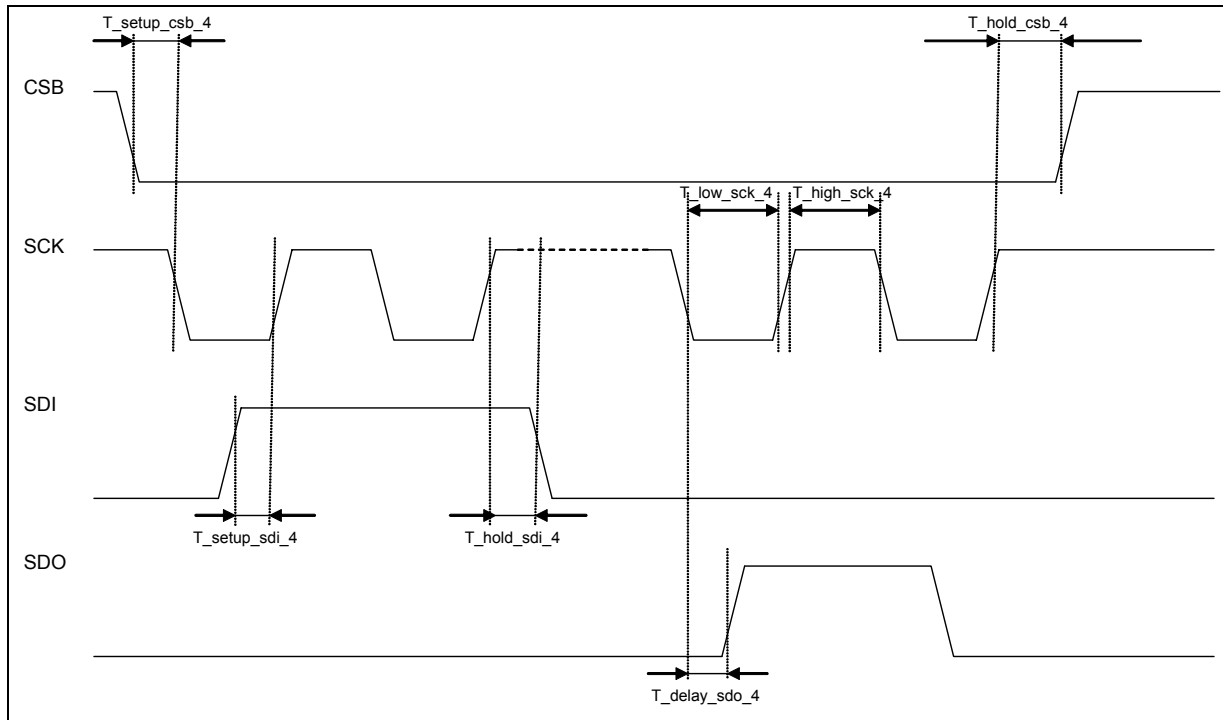 T_setup_csb_4
T_hold_csb_4
CSB
T_low_sck_4
T_high_sck_4
SCK
SDI
T_setup_sdi_4
T_hold_sdi_4
SDO
T_delay_sdo_4